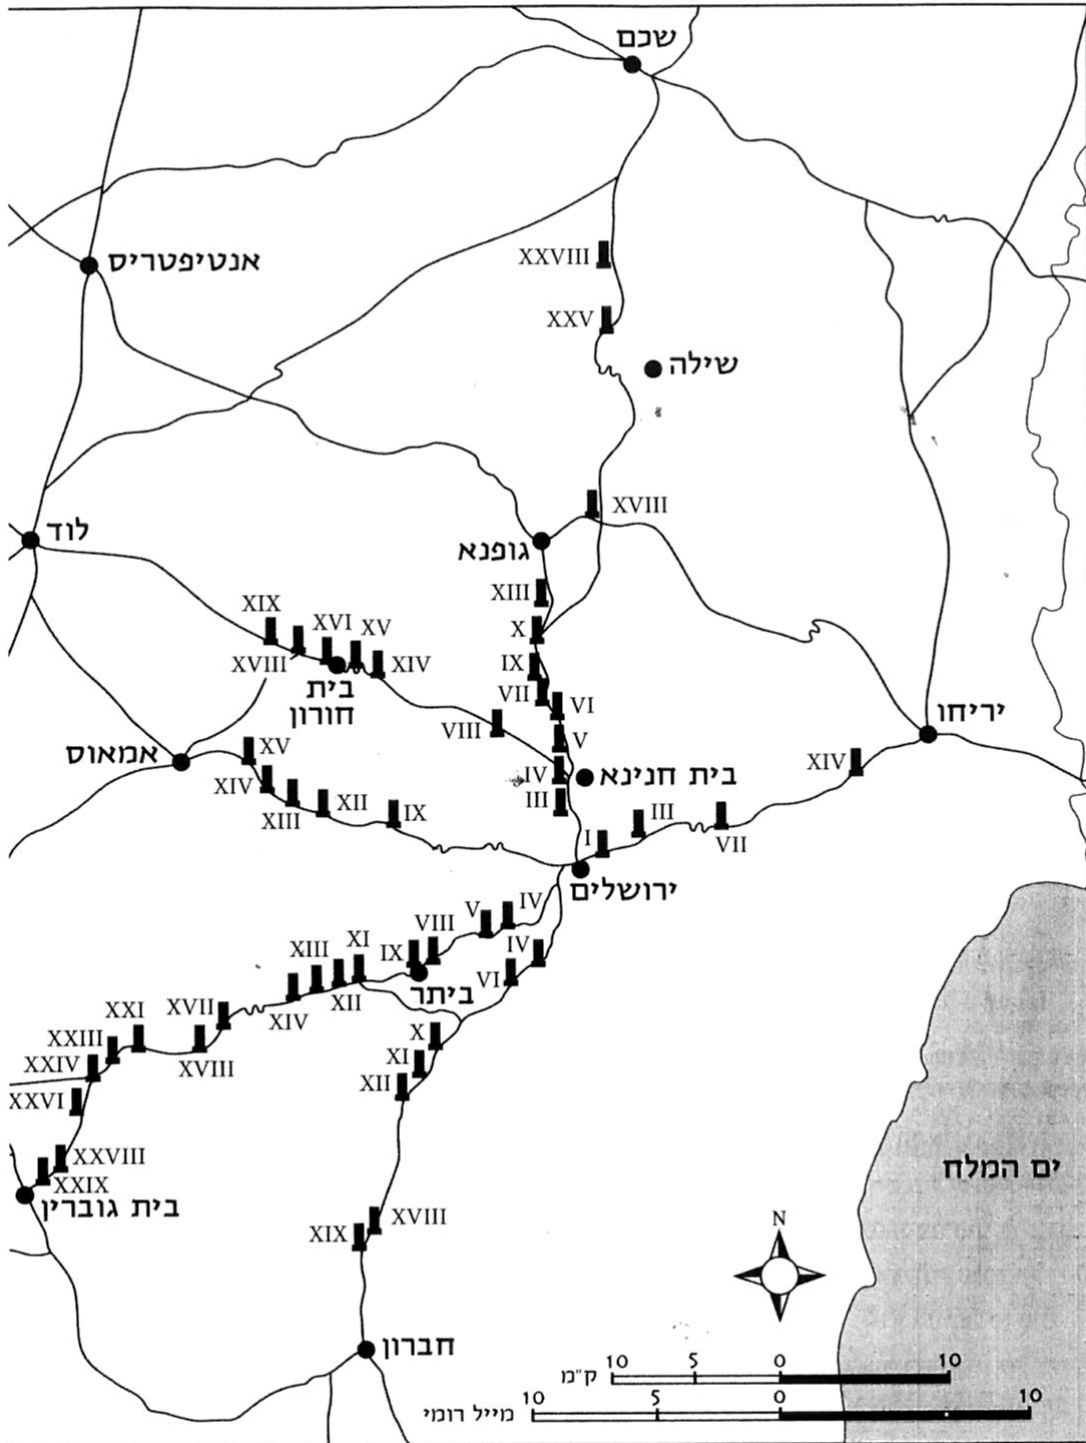 שכם
אנטיפטריס
XXVIII
XXV
שילה
XVIII
לוד
גופנא
XIII
XIX
XVI
XV
X
XVIII
XIV
IX
בית
חורון
VII
VI
VIII
V
יריחו
אמאוס
XV
XIV
IV
בית חנינא
XIV
III
XIII
XII
IX
I
III
VII
ירושלים
V
IV
VIII
IX
IV
XI
XIII
VI
ביתר
XII
XIV
XVII
XXI
X
XXIII
XVIII
XI
XXIV
XII
XXVI
XXVIII
XXIX
בית גוברין
ים המלח
XVIII
XIX
N
חברון
10 5 0 10
ק"מ
10 5 0 10
מייל רומי